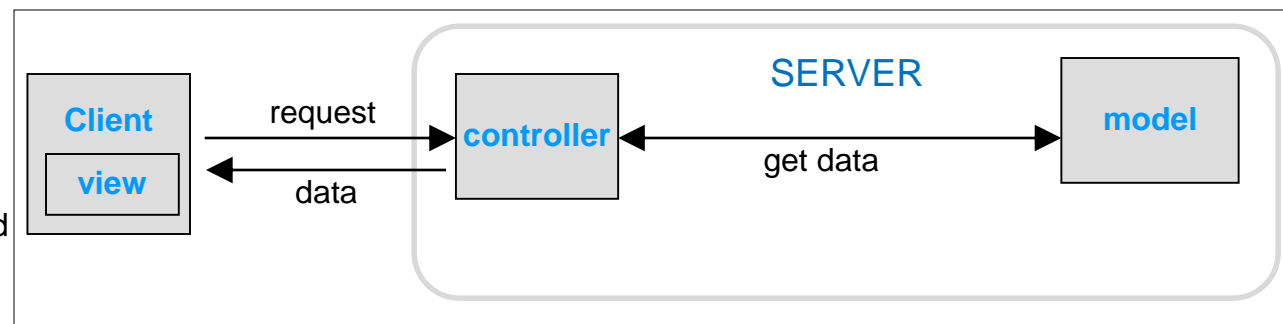 SERVER
Client
request
controller
model
view
data
get data
d